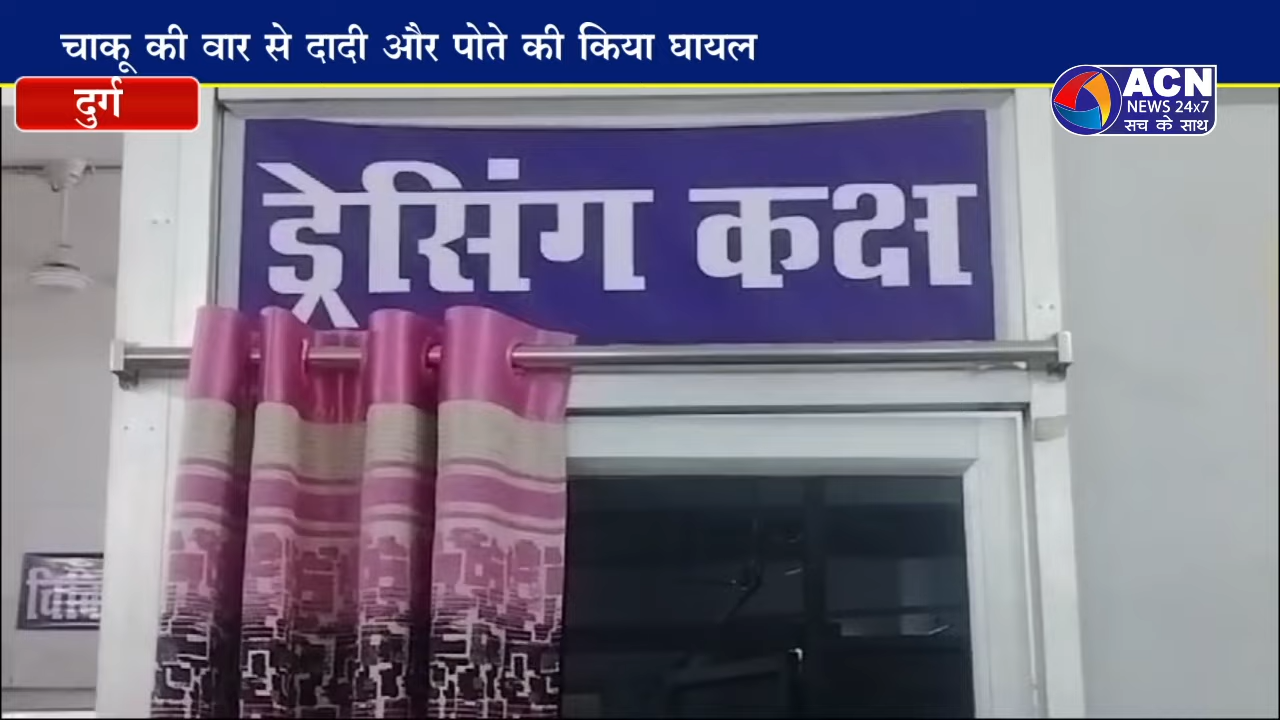 चाकू की वार से दादी और पोते की किया घायल
दुर्ग
ACN
NEWS 24x7
सच के साथ
ड्रेसिंग कक्ष